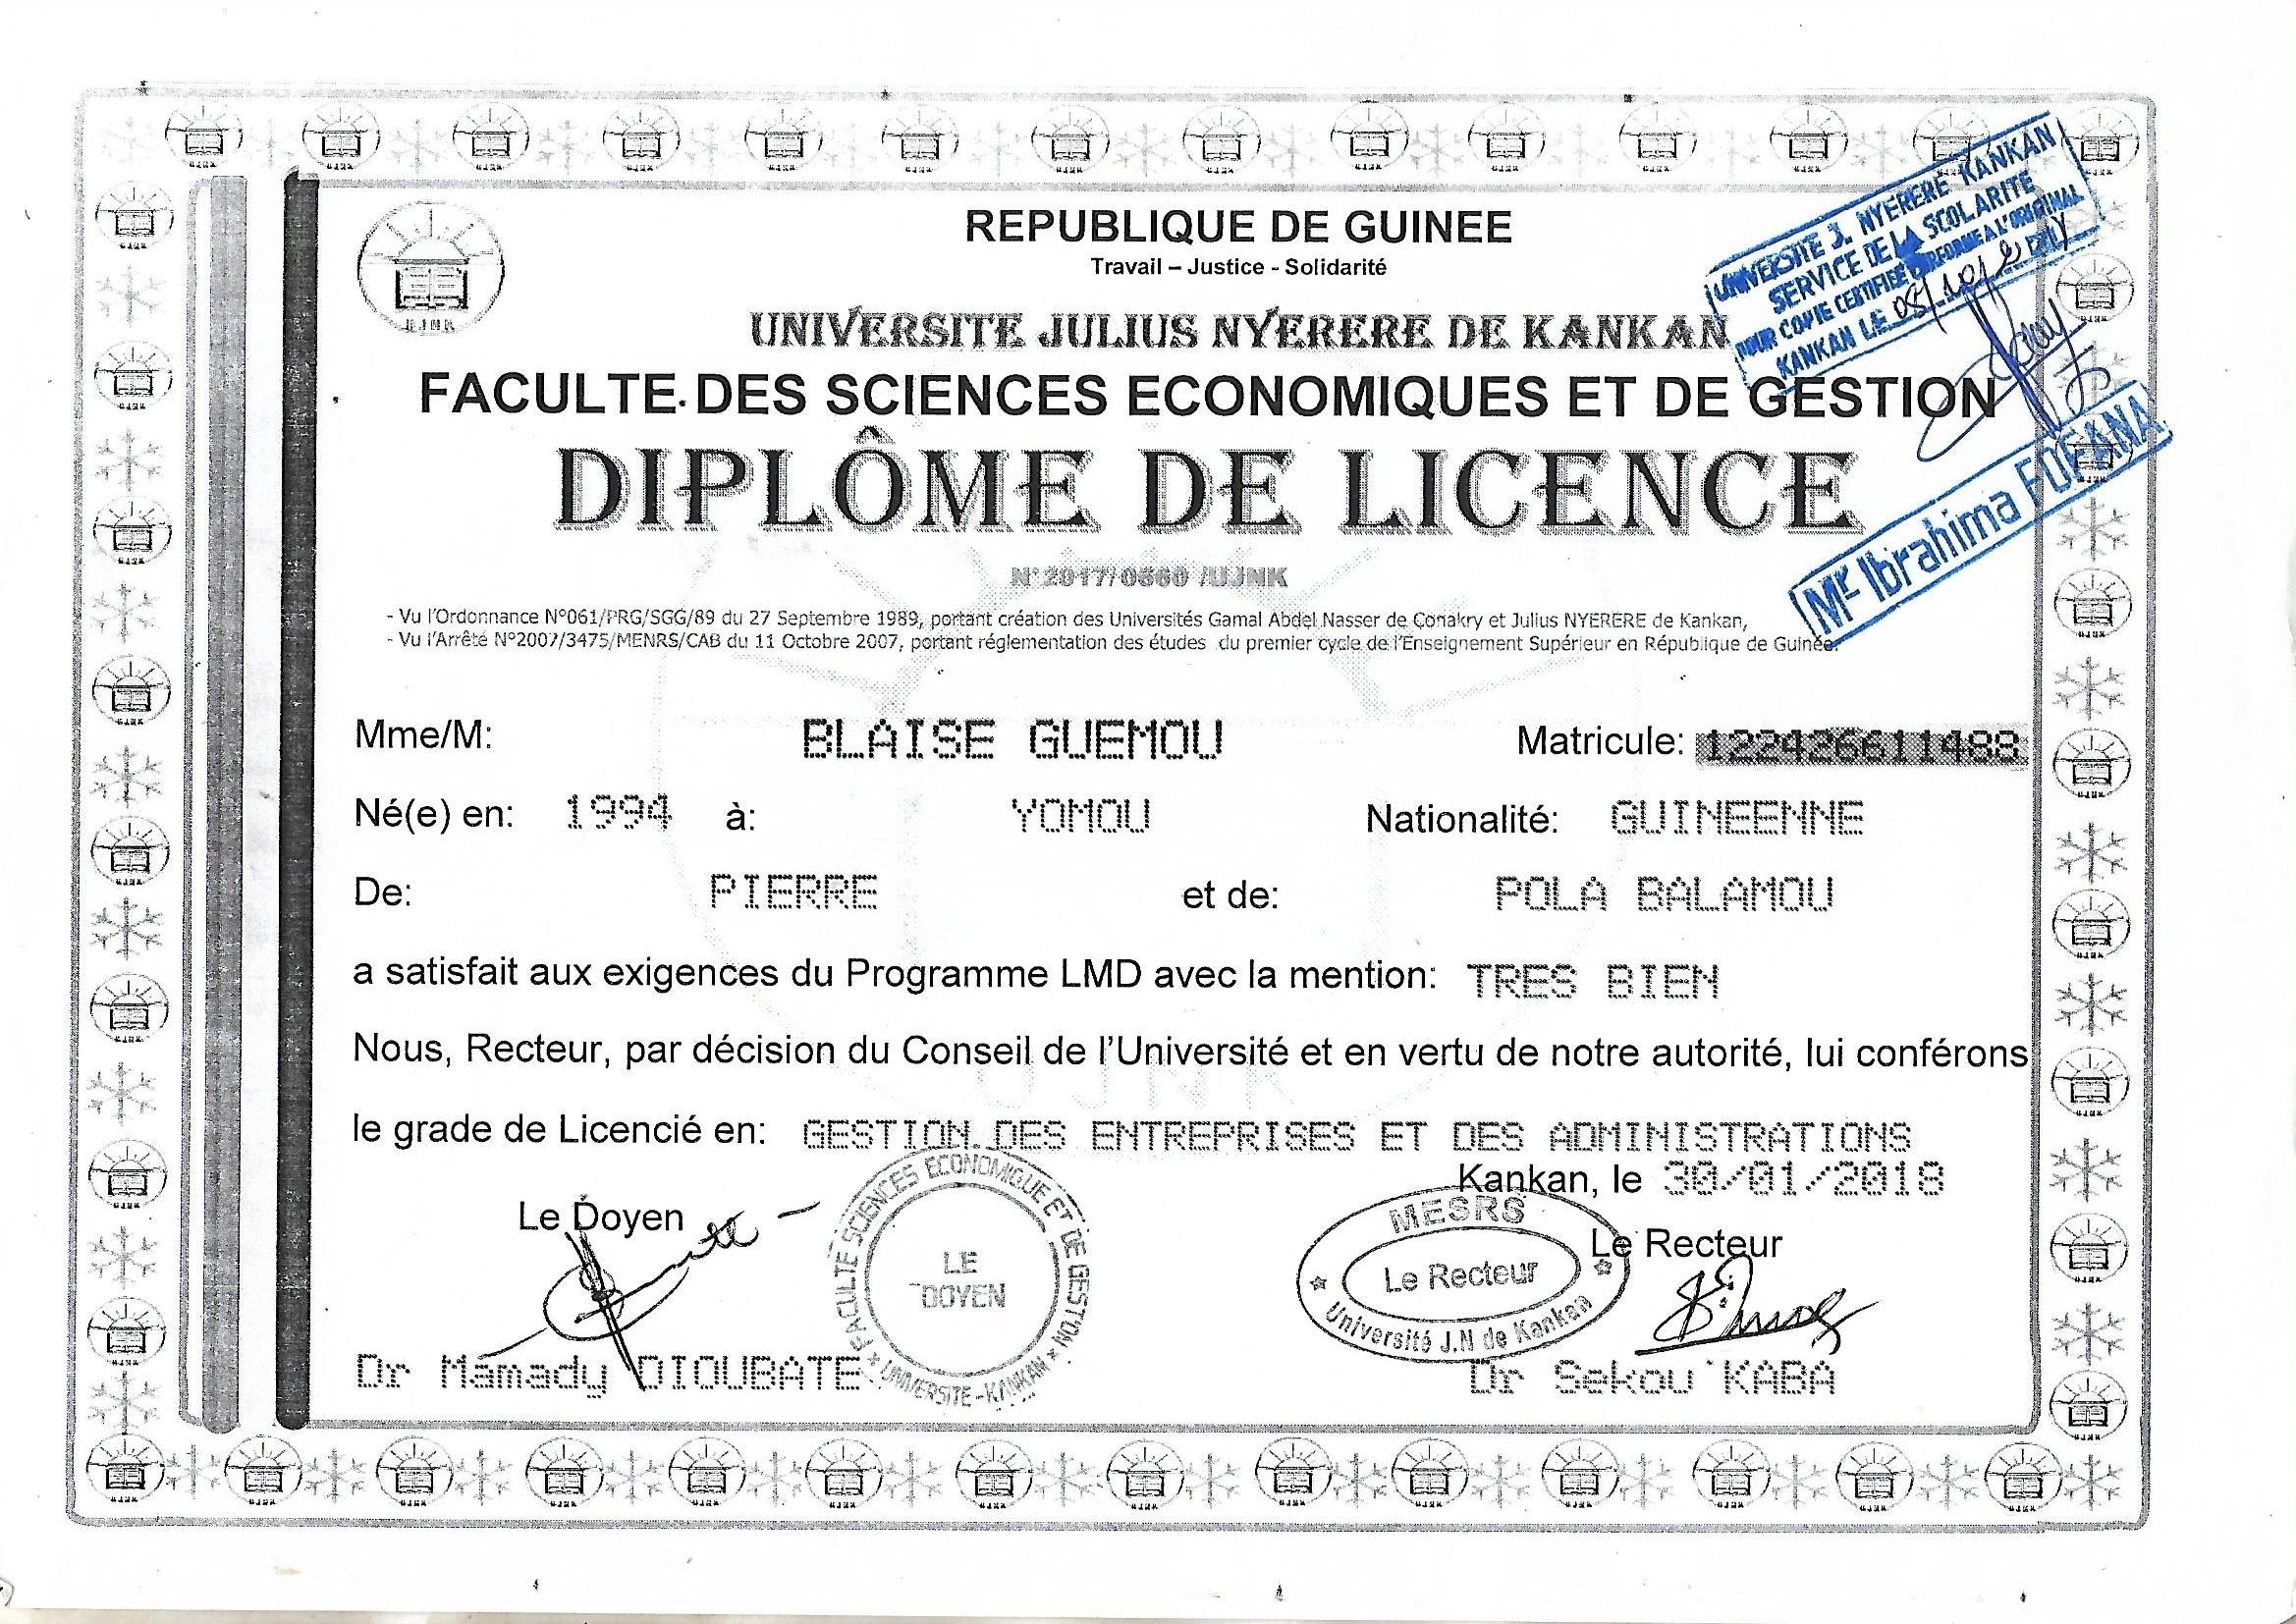 REPUBLIQUE DE GUINEE
Travail – Justice - Solidarité
UNIVERSITE J. NYERERE KANKAN
SERVICE DE LA SCOLARITE
POUR COPIE CERTIFIEE CONFORME A L'ORIGINAL
KANKAN LE
UNIVERSITE JULIUS NYERERE DE KANKAN
FACULTE DES SCIENCES ECONOMIQUES ET DE GESTION
DIPLÔME DE LICENCE
Mr Ibrahima FOFANA
N° 2017/0860 /UJNK
- Vu l'Ordonnance N°061/PRG/SGG/89 du 27 Septembre 1989, portant création des Universités Gamal Abdel Nasser de Conakry et Julius NYERERE de Kankan,
- Vu l'Arrêté N°2007/3475/MENRS/CAB du 11 Octobre 2007, portant réglementation des études du premier cycle de l'Enseignement Supérieur en République de Guinée.
Mme/M: BLAISE GUEMOU Matricule: 122426611488
Né(e) en: 1994 à: YOMOU Nationalité: GUINEENNE
De: PIERRE et de: POLA BALAMOU
a satisfait aux exigences du Programme LMD avec la mention: TRES BIEN
Nous, Recteur, par décision du Conseil de l'Université et en vertu de notre autorité, lui conférons
le grade de Licencié en: GESTION DES ENTREPRISES ET DES ADMINISTRATIONS
Kankan, le 30/01/2018
Le Doyen
FACULTE SCIENCES ECONOMIQUE ET DE GESTION
LE
DOYEN
* UNIVERSITE - KANKAN *
MESRS
Le Recteur
Université J.N de Kankan
Le Recteur
Dr Mamady DIOUBATE
Dr Sekou KABA
UJNK